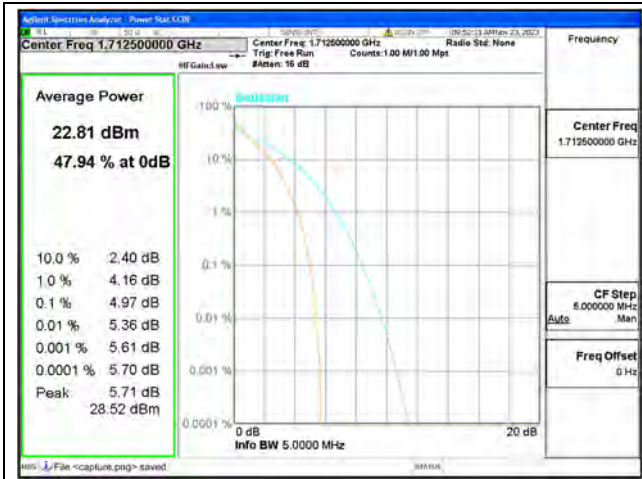 Agilent Spectrum Analyzer - Power Stat CCDF
Center Freq 1.712500000 GHz
Center Freq: 1.712500000 GHz
Radio Std: None
Trig: Free Run
Counts:1.00 M/1.00 Mpt
#IFGain:Low
#Atten: 16 dB
Frequency
Average Power
22.81 dBm
47.94 % at 0dB
10.0 % 2.40 dB
1.0 % 4.16 dB
0.1 % 4.97 dB
0.01 % 5.36 dB
0.001 % 5.61 dB
0.0001 % 5.70 dB
Peak 5.71 dB
28.52 dBm
Gaussian
100 %
10 %
1 %
0.1 %
0.01 %
0.001 %
0.0001 %
0 dB
20 dB
Info BW 5.0000 MHz
Center Freq
1.712500000 GHz
CF Step
5.000000 MHz
Auto Man
Freq Offset
0 Hz
MSG File <capture.png> saved
STATUS